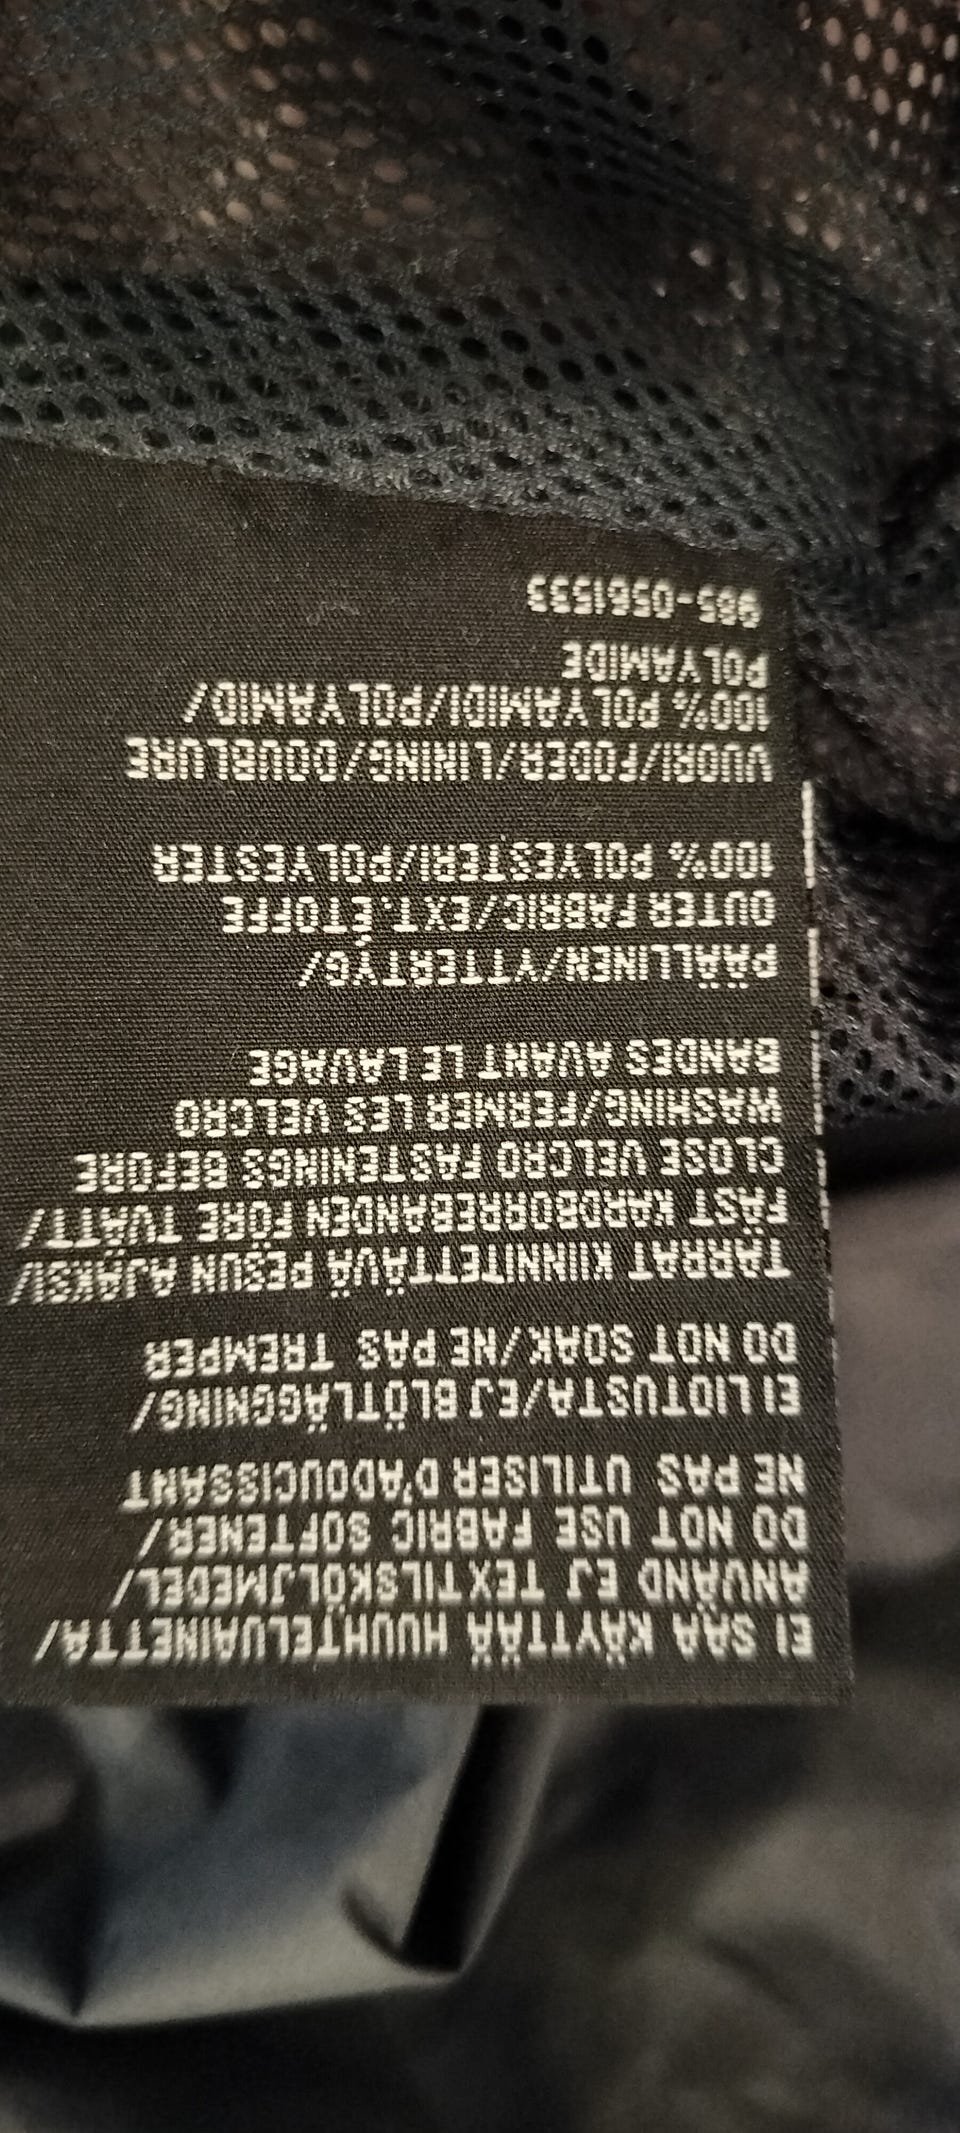 EI SAA KÄYTTÄÄ HUUHTELUAINETTA/
ANVÄND EJ TEXTILSKÖLJMEDEL/
DO NOT USE FABRIC SOFTENER/
NE PAS UTILISER D'ADOUCISSANT
EI LIOTUSTA/EJ BLÖTLÄGGNING/
DO NOT SOAK/NE PAS TREMPER
TARRAT KIINNITETTÄVÄ PESUN AJAKSI/
FÄST KARDBORREBANDEN FÖRE TVÄTT/
CLOSE VELCRO FASTENINGS BEFORE
WASHING/FERMER LES VELCRO
BANDES AVANT LE LAVAGE
PÄÄLLINEN/YTTERTYG/
OUTER FABRIC/EXT.ÉTOFFE
100% POLYESTERI/POLYESTER
VUORI/FODER/LINING/DOUBLURE
100% POLYAMIDI/POLYAMID/
POLYAMIDE
985-0561533